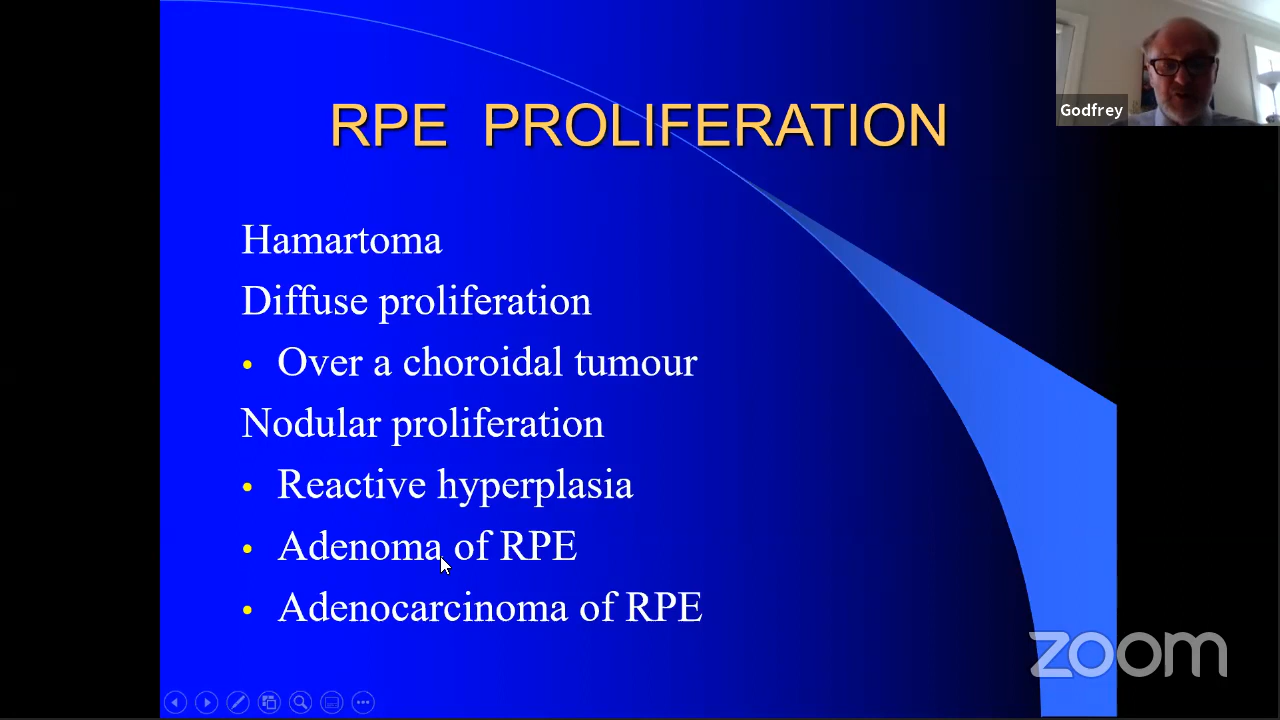 Godfrey
RPE PROLIFERATION
Hamartoma
Diffuse proliferation
• Over a choroidal tumour
Nodular proliferation
• Reactive hyperplasia
• Adenoma of RPE
• Adenocarcinoma of RPE
zoom